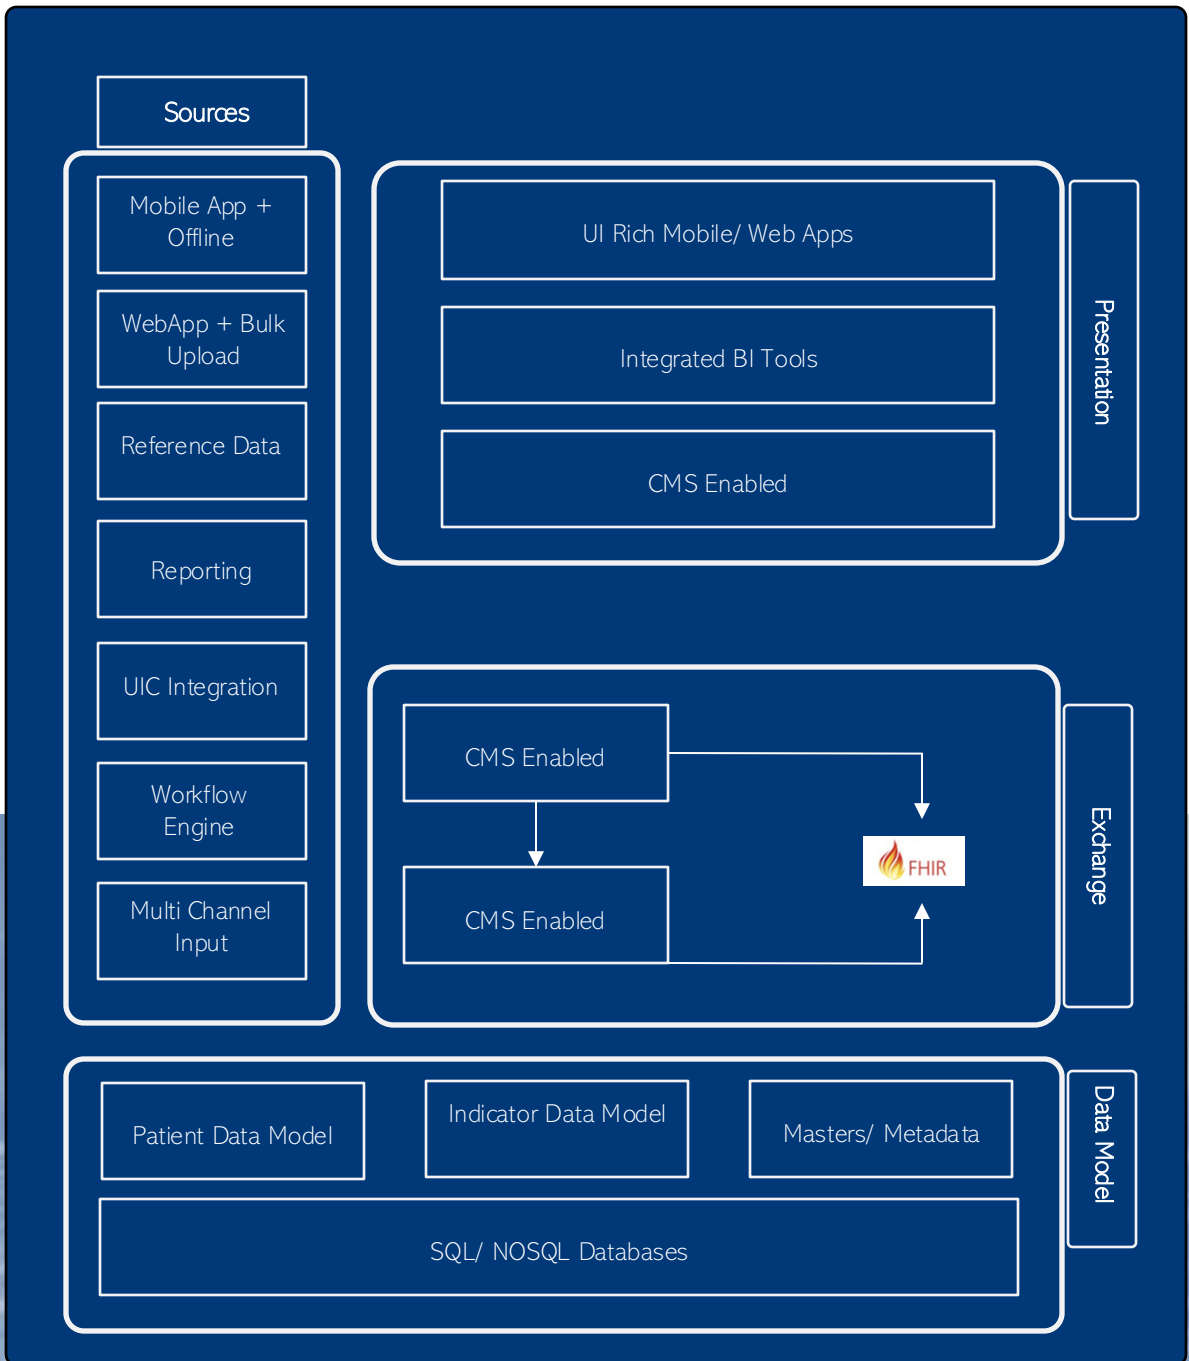 Sources
Mobile App +
Offline
WebApp + Bulk
Upload
Reference Data
Reporting
UIC Integration
Workflow
Engine
Multi Channel
Input
UI Rich Mobile/ Web Apps
Integrated BI Tools
CMS Enabled
Presentation
CMS Enabled
CMS Enabled
FHIR
Exchange
Patient Data Model
Indicator Data Model
Masters/ Metadata
SQL/ NOSQL Databases
Data Model